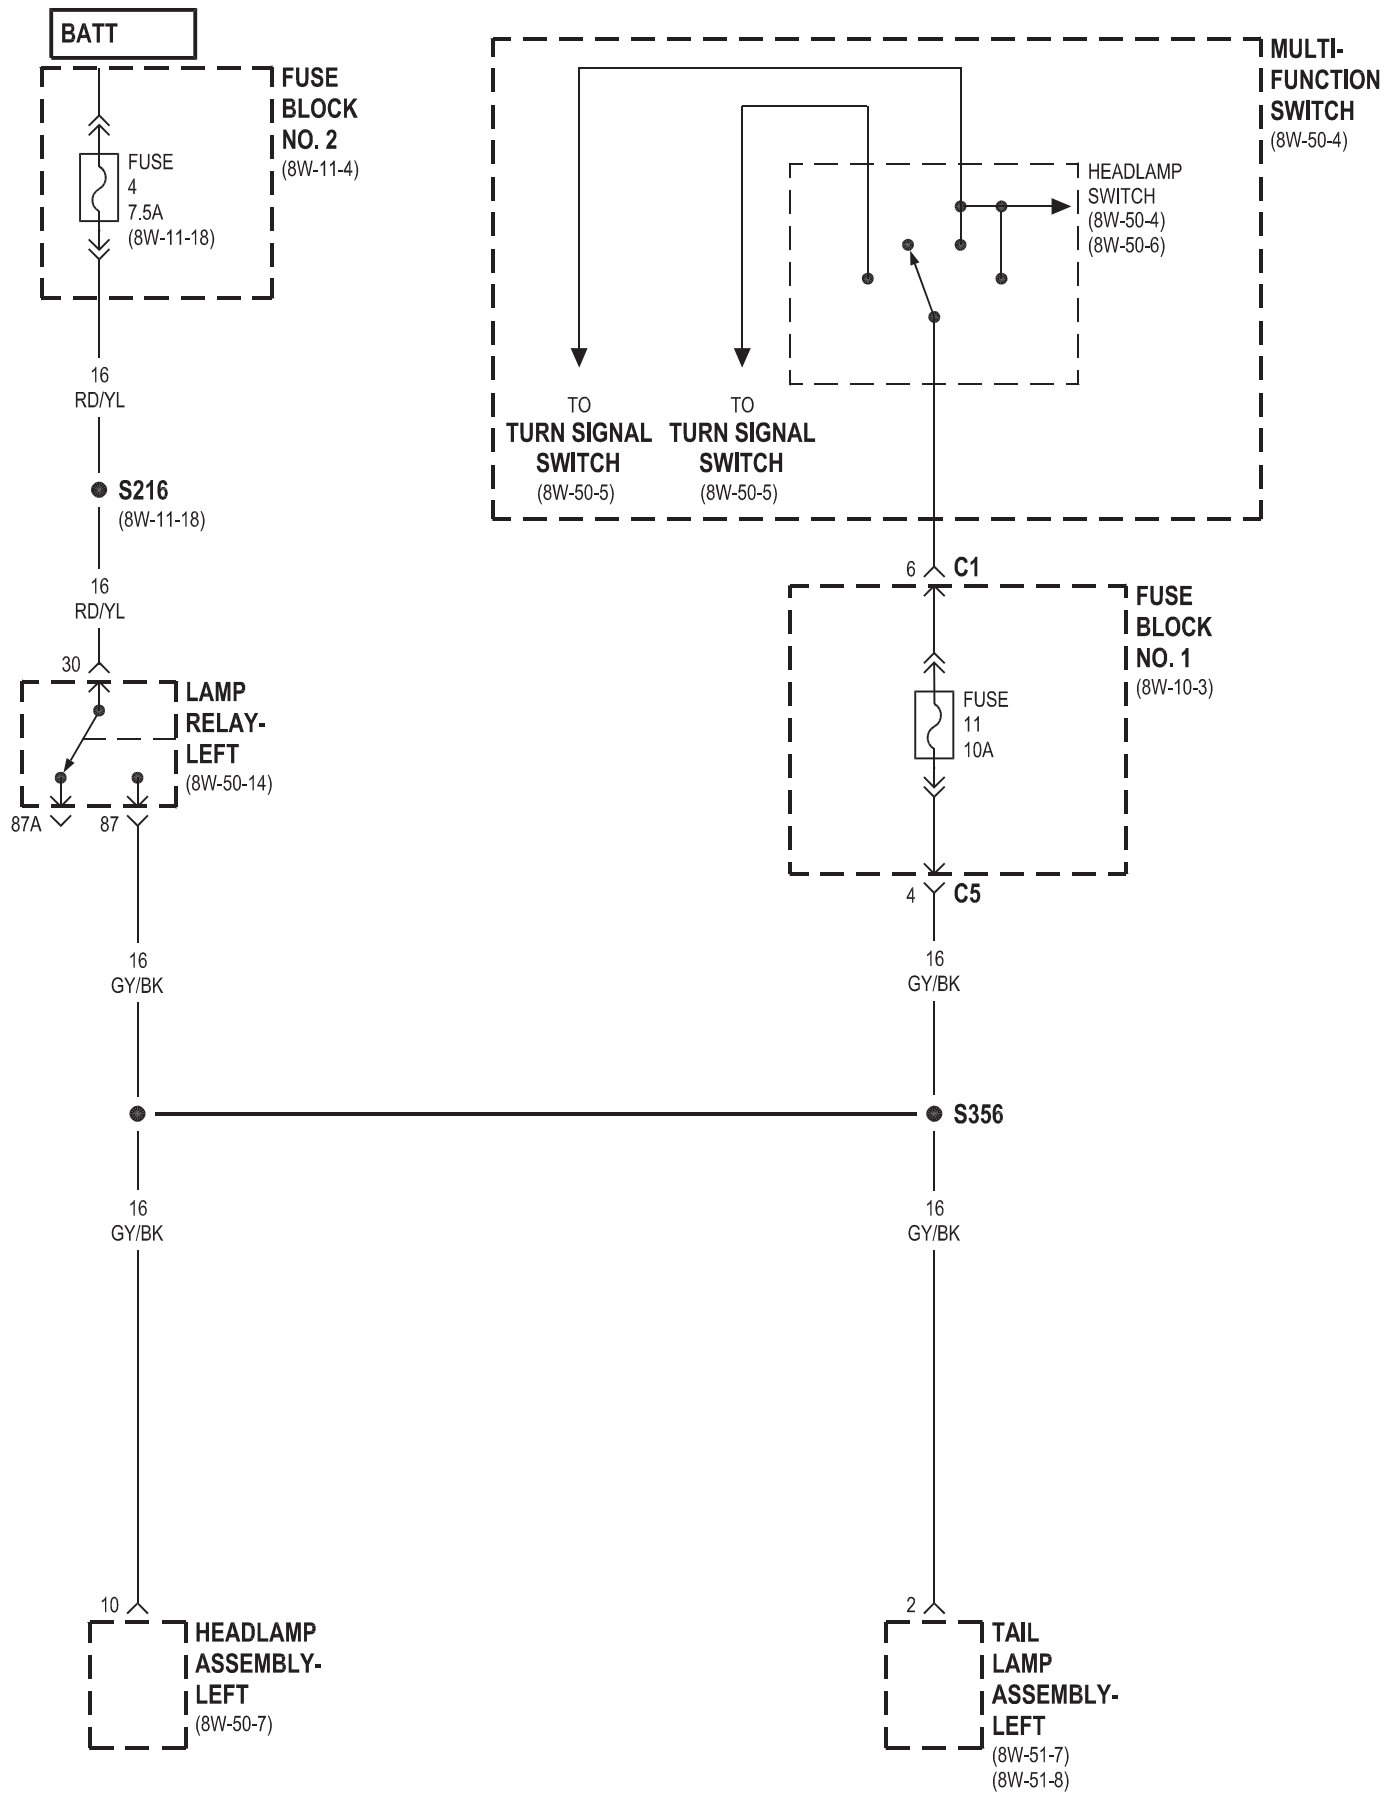 BATT
FUSE
BLOCK
NO. 2
(8W-11-4)
FUSE
4
7.5A
(8W-11-18)
16
RD/YL
S216
(8W-11-18)
16
RD/YL
30
LAMP
RELAY-
LEFT
(8W-50-14)
87A
87
16
GY/BK
16
GY/BK
10
HEADLAMP
ASSEMBLY-
LEFT
(8W-50-7)
MULTI-
FUNCTION
SWITCH
(8W-50-4)
HEADLAMP
SWITCH
(8W-50-4)
(8W-50-6)
TO
TURN SIGNAL
SWITCH
(8W-50-5)
TO
TURN SIGNAL
SWITCH
(8W-50-5)
6
C1
FUSE
BLOCK
NO. 1
(8W-10-3)
FUSE
11
10A
4
C5
16
GY/BK
S356
16
GY/BK
2
TAIL
LAMP
ASSEMBLY-
LEFT
(8W-51-7)
(8W-51-8)